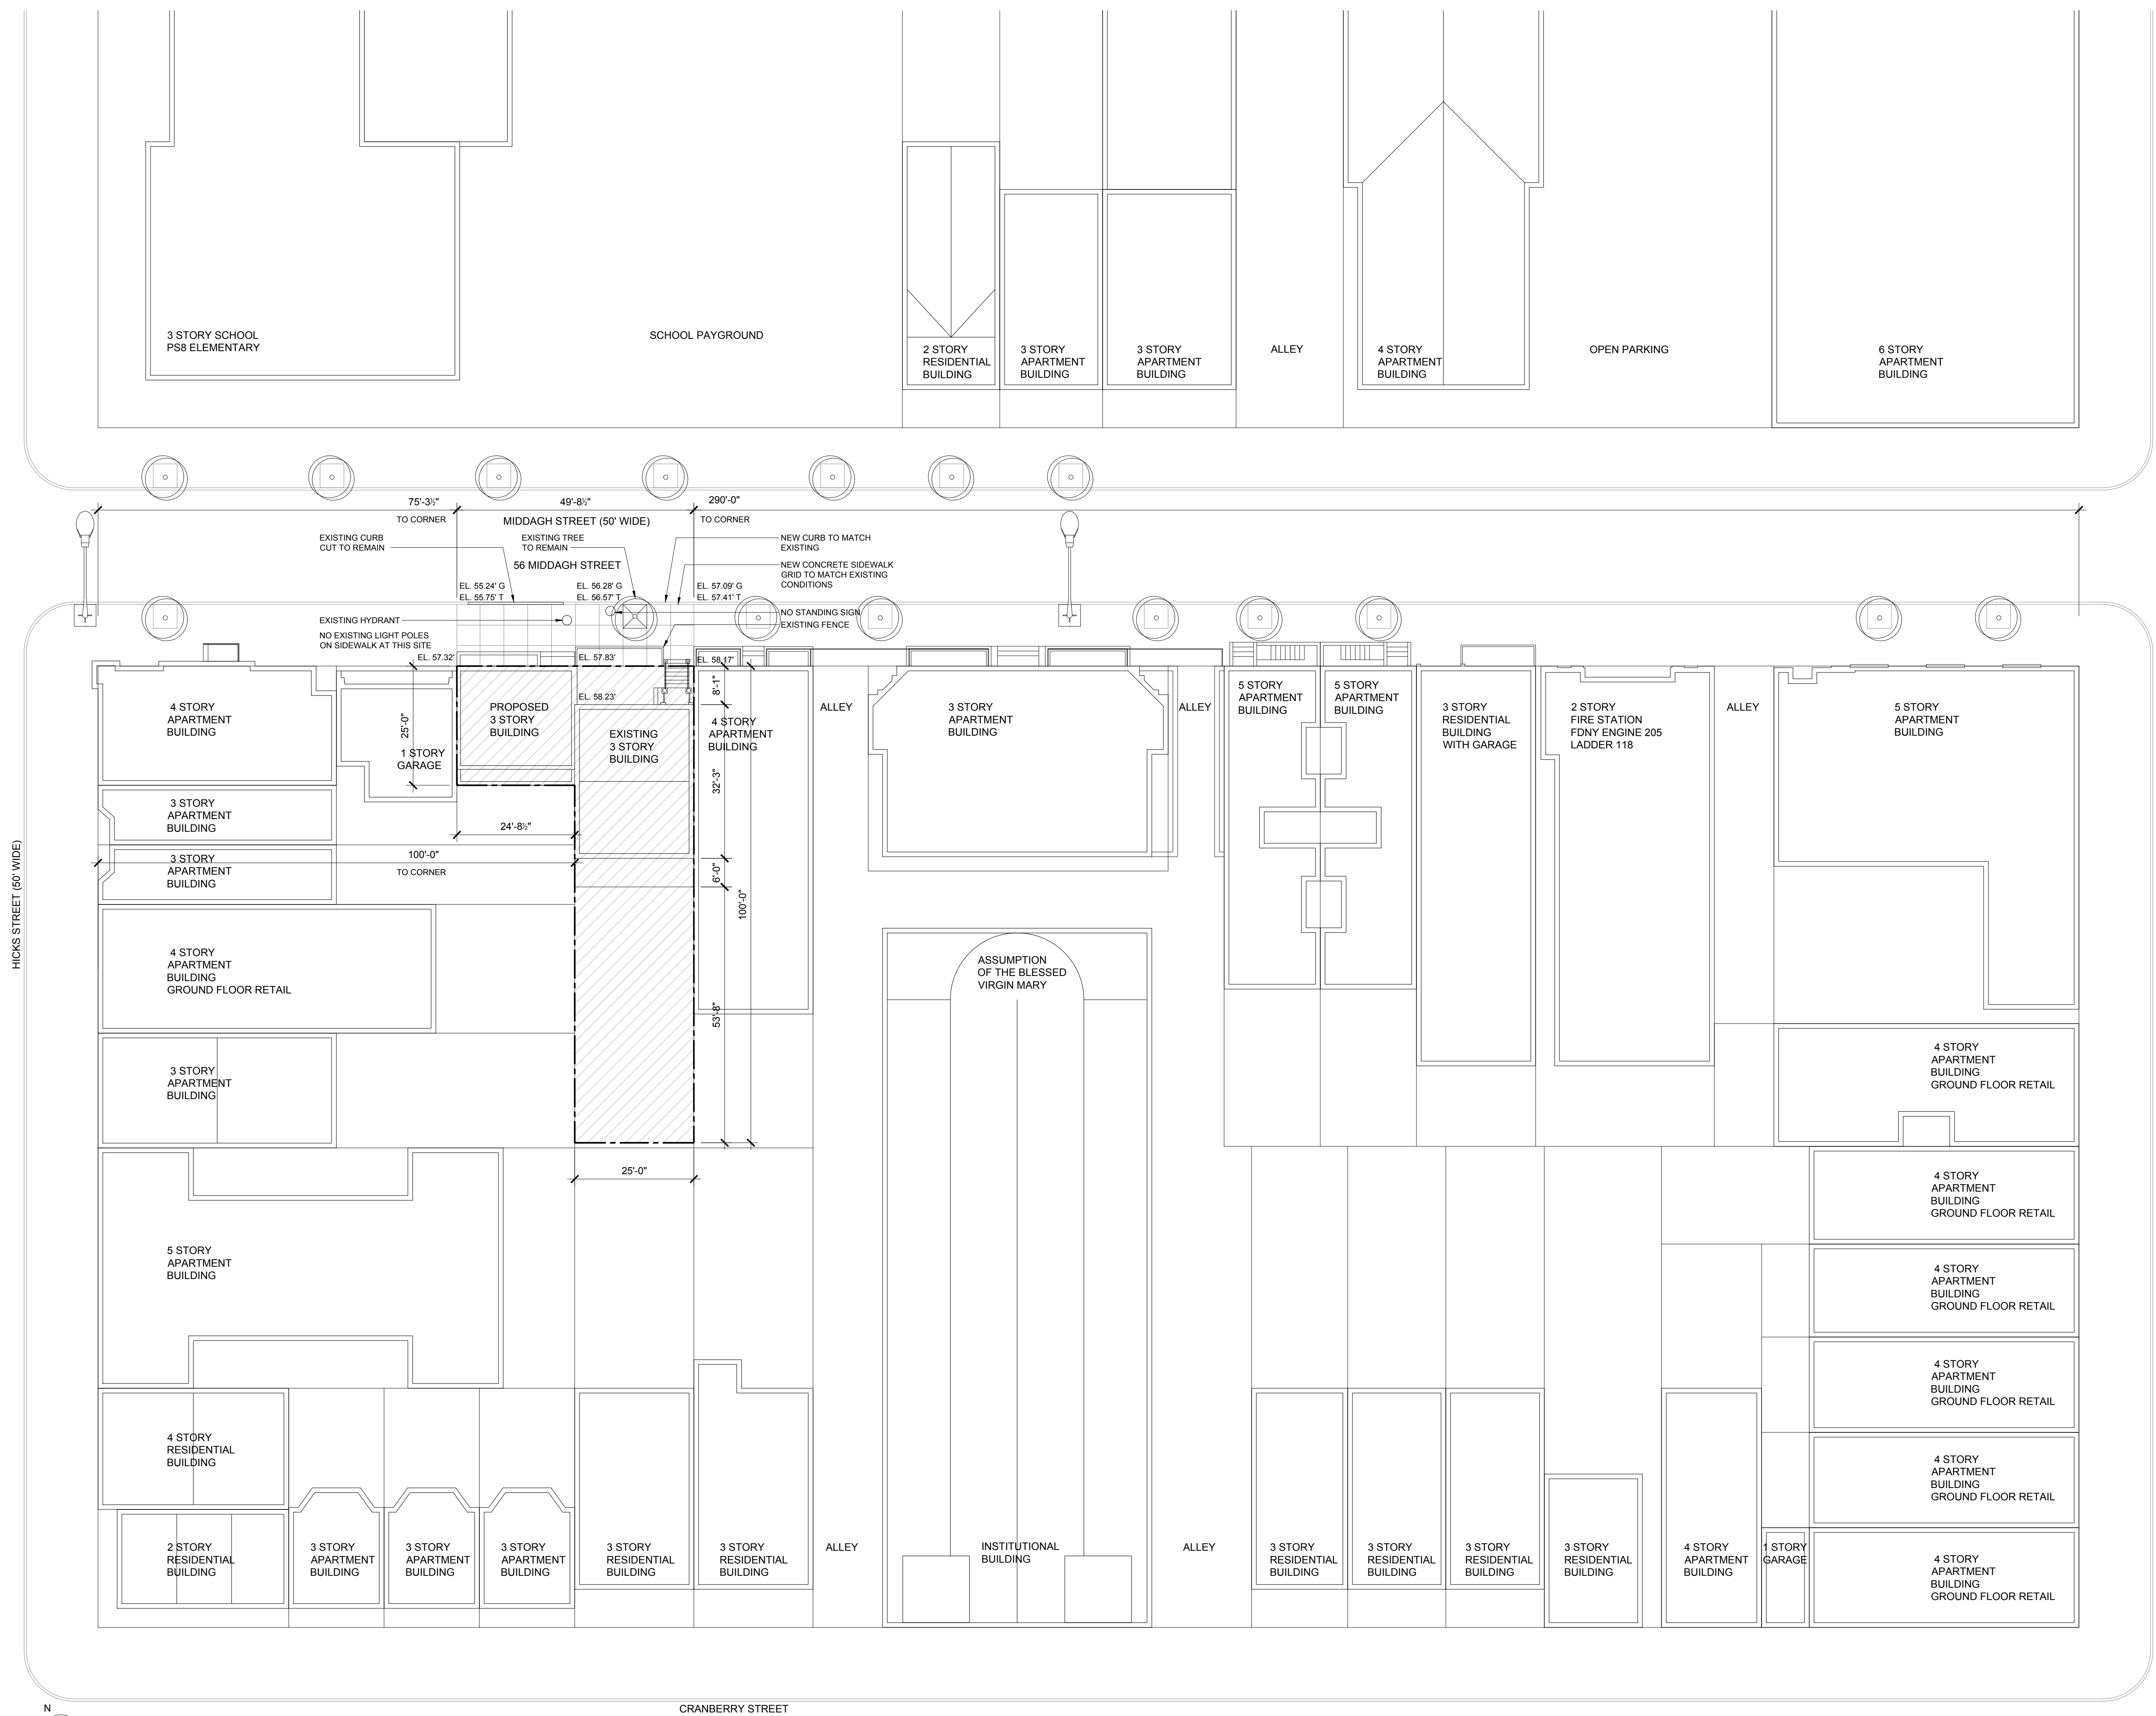 3 STORY SCHOOL
PS8 ELEMENTARY
SCHOOL PAYGROUND
2 STORY
RESIDENTIAL
BUILDING
3 STORY
APARTMENT
BUILDING
3 STORY
APARTMENT
BUILDING
ALLEY
4 STORY
APARTMENT
BUILDING
OPEN PARKING
6 STORY
APARTMENT
BUILDING
75'-3½"
TO CORNER
49'-8½"
290'-0"
TO CORNER
MIDDAGH STREET (50' WIDE)
EXISTING CURB
CUT TO REMAIN
EXISTING TREE
TO REMAIN
NEW CURB TO MATCH
EXISTING
56 MIDDAGH STREET
NEW CONCRETE SIDEWALK
GRID TO MATCH EXISTING
CONDITIONS
EL. 55.24' G
EL. 55.75' T
EL. 56.28' G
EL. 56.57' T
EL. 57.09' G
EL. 57.41' T
EXISTING HYDRANT
NO STANDING SIGN
EXISTING FENCE
NO EXISTING LIGHT POLES
ON SIDEWALK AT THIS SITE
EL. 57.32'
EL. 57.83'
EL. 58.17'
EL. 58.23'
8'-1"
4 STORY
APARTMENT
BUILDING
25'-0"
1 STORY
GARAGE
PROPOSED
3 STORY
BUILDING
EXISTING
3 STORY
BUILDING
4 STORY
APARTMENT
BUILDING
ALLEY
3 STORY
APARTMENT
BUILDING
ALLEY
5 STORY
APARTMENT
BUILDING
5 STORY
APARTMENT
BUILDING
3 STORY
RESIDENTIAL
BUILDING
WITH GARAGE
2 STORY
FIRE STATION
FDNY ENGINE 205
LADDER 118
ALLEY
5 STORY
APARTMENT
BUILDING
3 STORY
APARTMENT
BUILDING
24'-8½"
32'-3"
3 STORY
APARTMENT
BUILDING
100'-0"
TO CORNER
6'-0"
100'-0"
HICKS STREET (50' WIDE)
4 STORY
APARTMENT
BUILDING
GROUND FLOOR RETAIL
53'-8"
ASSUMPTION
OF THE BLESSED
VIRGIN MARY
3 STORY
APARTMENT
BUILDING
4 STORY
APARTMENT
BUILDING
GROUND FLOOR RETAIL
25'-0"
4 STORY
APARTMENT
BUILDING
GROUND FLOOR RETAIL
5 STORY
APARTMENT
BUILDING
4 STORY
APARTMENT
BUILDING
GROUND FLOOR RETAIL
4 STORY
APARTMENT
BUILDING
GROUND FLOOR RETAIL
4 STORY
RESIDENTIAL
BUILDING
4 STORY
APARTMENT
BUILDING
GROUND FLOOR RETAIL
2 STORY
RESIDENTIAL
BUILDING
3 STORY
APARTMENT
BUILDING
3 STORY
APARTMENT
BUILDING
3 STORY
APARTMENT
BUILDING
3 STORY
RESIDENTIAL
BUILDING
3 STORY
RESIDENTIAL
BUILDING
ALLEY
INSTITUTIONAL
BUILDING
ALLEY
3 STORY
RESIDENTIAL
BUILDING
3 STORY
RESIDENTIAL
BUILDING
3 STORY
RESIDENTIAL
BUILDING
3 STORY
RESIDENTIAL
BUILDING
4 STORY
APARTMENT
BUILDING
1 STORY
GARAGE
4 STORY
APARTMENT
BUILDING
GROUND FLOOR RETAIL
N
CRANBERRY STREET